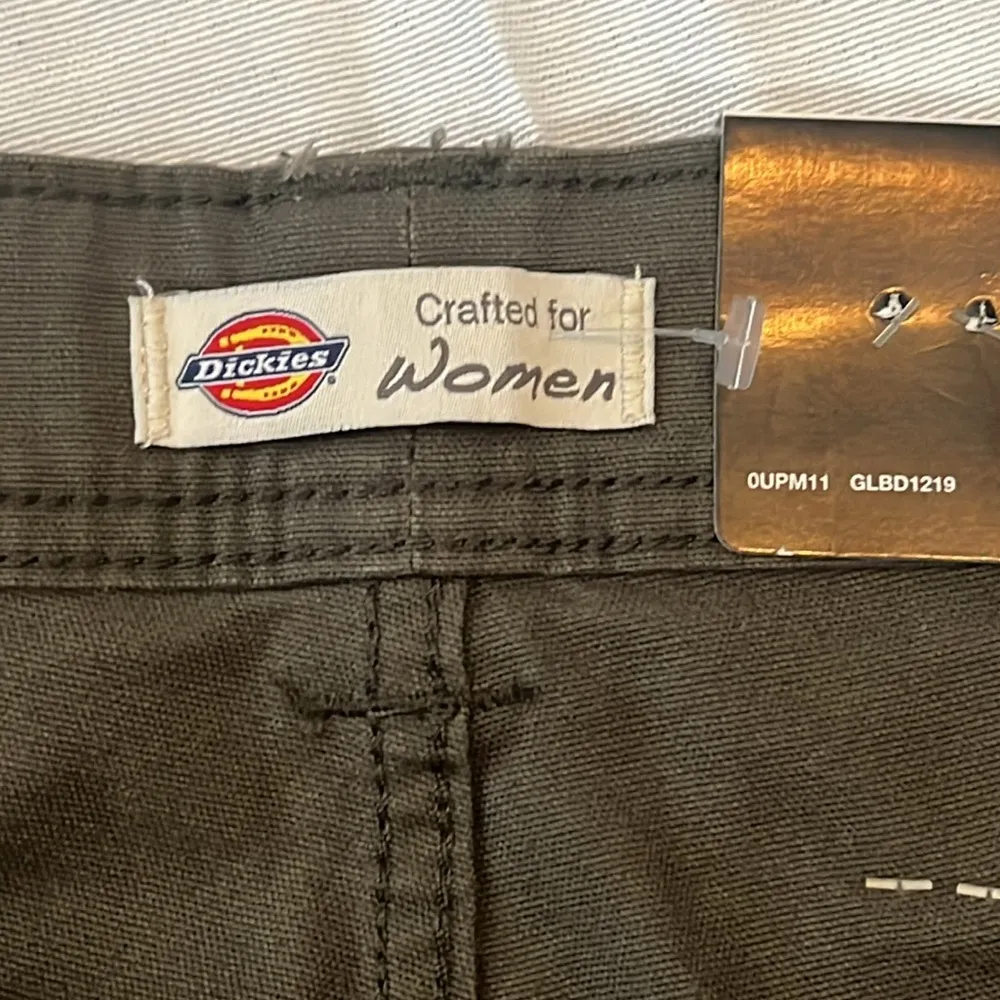 Dickies
Crafted for
Women
0UPM11 GLBD1219